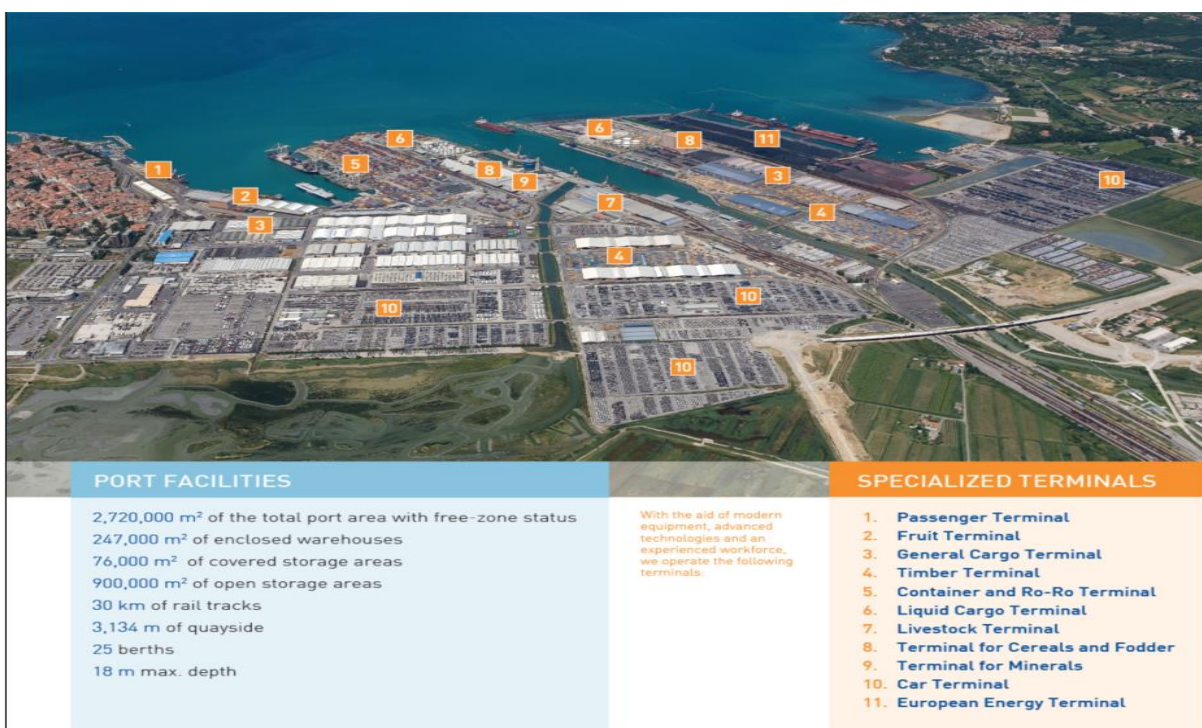 1
2
3
5
6
6
8
9
8
11
7
3
4
10
4
10
10
10
PORT FACILITIES
2,720,000 m² of the total port area with free-zone status
247,000 m² of enclosed warehouses
76,000 m² of covered storage areas
900,000 m² of open storage areas
30 km of rail tracks
3,134 m of quayside
25 berths
18 m max. depth
With the aid of modern
equipment, advanced
technologies and an
experienced workforce,
we operate the following
terminals:
SPECIALIZED TERMINALS
1. Passenger Terminal
2. Fruit Terminal
3. General Cargo Terminal
4. Timber Terminal
5. Container and Ro-Ro Terminal
6. Liquid Cargo Terminal
7. Livestock Terminal
8. Terminal for Cereals and Fodder
9. Terminal for Minerals
10. Car Terminal
11. European Energy Terminal